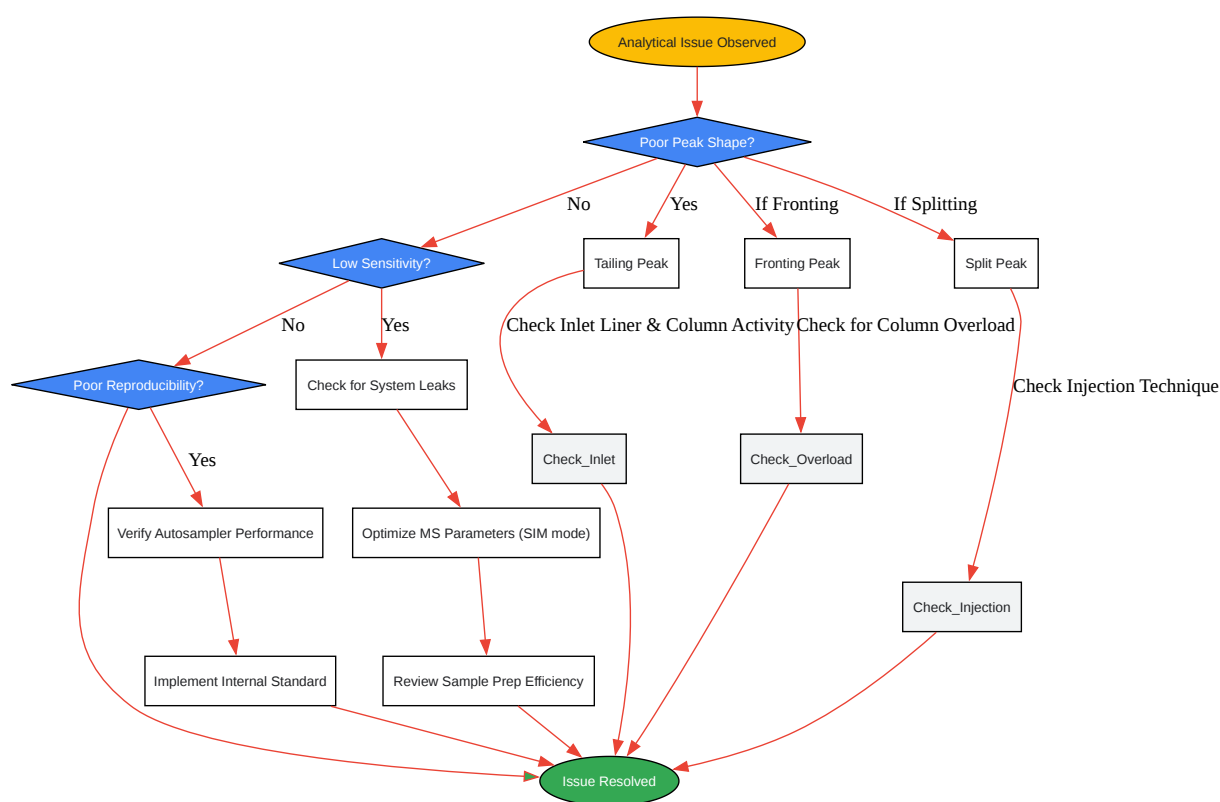 Analytical Issue Observed
Poor Peak Shape?
No
Yes
If Fronting
If Splitting
Low Sensitivity?
Tailing Peak
Fronting Peak
Split Peak
No
Yes
Check Inlet Liner & Column Activity
Check for Column Overload
Poor Reproducibility?
Check for System Leaks
Check Injection Technique
Yes
Check_Inlet
Check_Overload
Verify Autosampler Performance
Optimize MS Parameters (SIM mode)
Check_Injection
Implement Internal Standard
Review Sample Prep Efficiency
Issue Resolved